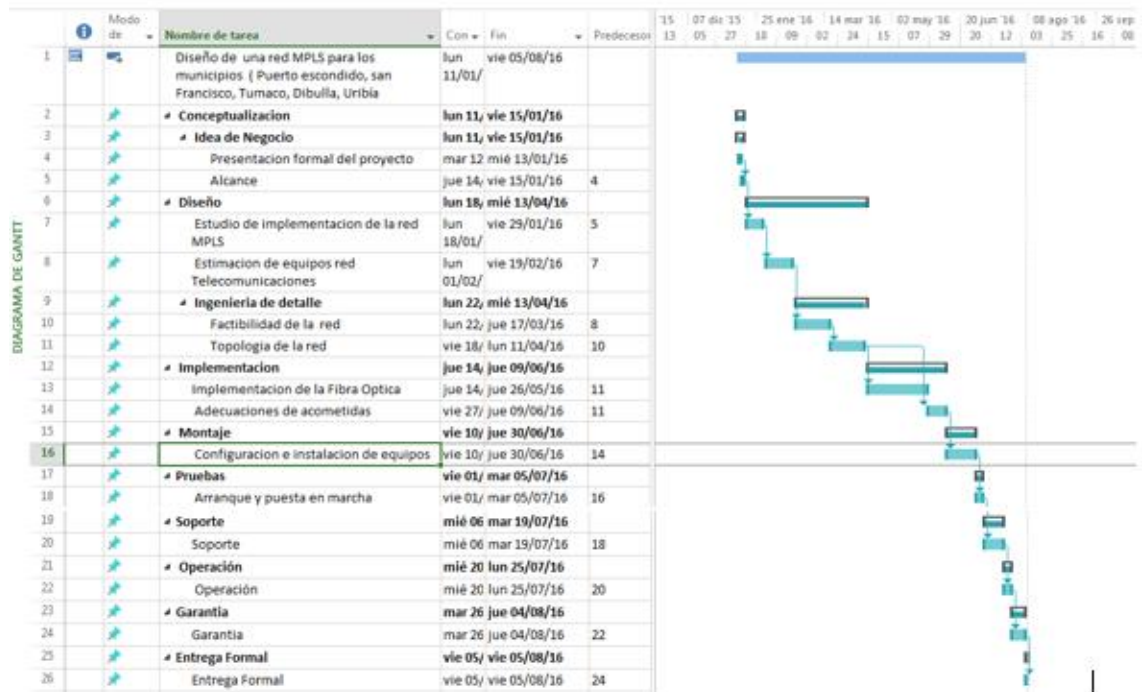 Modo de Nombre de tarea Con Fin Predecesor '15 07 dic '15 25 ene '16 14 mar '16 02 may '16 20 jun '16 08 ago '16 26 sep
13 05 27 18 09 02 24 15 07 29 20 12 03 25 16 08
DIAGRAMA DE GANTT
1 Diseño de una red MPLS para los lun vie 05/08/16
municipios ( Puerto escondido, san 11/01/
Francisco, Tumaco, Dibulla, Uribía
2 Conceptualizacion lun 11/ vie 15/01/16
3 Idea de Negocio lun 11/ vie 15/01/16
4 Presentacion formal del proyecto mar 12 mié 13/01/16
5 Alcance jue 14/ vie 15/01/16 4
6 Diseño lun 18/ mié 13/04/16
7 Estudio de implementacion de la red lun vie 29/01/16 5
MPLS 18/01/
8 Estimacion de equipos red lun vie 19/02/16 7
Telecomunicaciones 01/02/
9 Ingenieria de detalle lun 22/ mié 13/04/16
10 Factibilidad de la red lun 22/ jue 17/03/16 8
11 Topologia de la red vie 18/ lun 11/04/16 10
12 Implementacion jue 14/ jue 09/06/16
13 Implementacion de la Fibra Optica jue 14/ jue 26/05/16 11
14 Adecuaciones de acometidas vie 27/ jue 09/06/16 11
15 Montaje vie 10/ jue 30/06/16
16 Configuracion e instalacion de equipos vie 10/ jue 30/06/16 14
17 Pruebas vie 01/ mar 05/07/16
18 Arranque y puesta en marcha vie 01/ mar 05/07/16 16
19 Soporte mié 06 mar 19/07/16
20 Soporte mié 06 mar 19/07/16 18
21 Operación mié 20 lun 25/07/16
22 Operación mié 20 lun 25/07/16 20
23 Garantia mar 26 jue 04/08/16
24 Garantia mar 26 jue 04/08/16 22
25 Entrega Formal vie 05/ vie 05/08/16
26 Entrega Formal vie 05/ vie 05/08/16 24